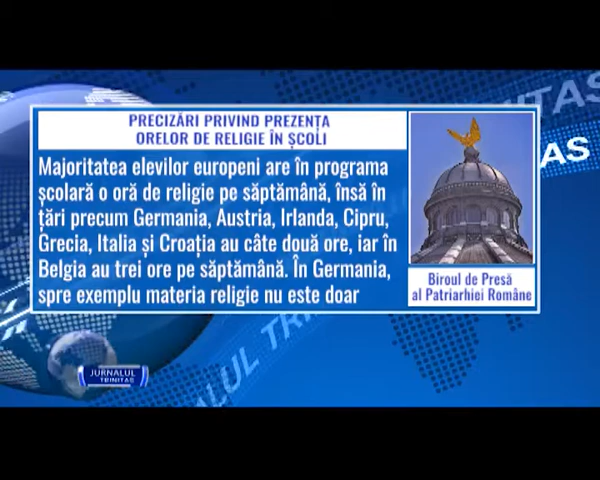 PRECIZĂRI PRIVIND PREZENȚA
ORELOR DE RELIGIE ÎN ȘCOLI
Majoritatea elevilor europeni are în programa
școlară o oră de religie pe săptămână, însă în
țări precum Germania, Austria, Irlanda, Cipru,
Grecia, Italia și Croația au câte două ore, iar în
Belgia au trei ore pe săptămână. În Germania,
spre exemplu materia religie nu este doar
Biroul de Presă
al Patriarhiei Române
JURNALUL
TRINITAS